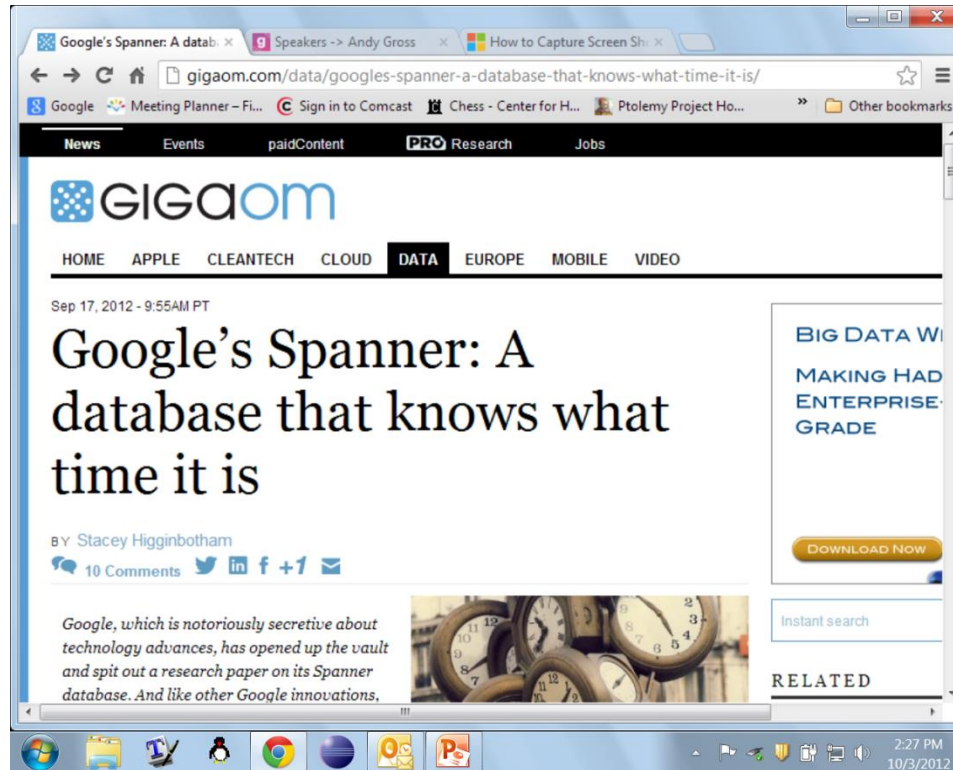 Google's Spanner: A datab
Speakers -> Andy Gross
How to Capture Screen Sh
gigaom.com/data/googles-spanner-a-database-that-knows-what-time-it-is/
Google Meeting Planner – Fi... Sign in to Comcast Chess - Center for H... Ptolemy Project Ho... » Other bookmarks
News Events paidContent PRO Research Jobs
GIGAOM
HOME APPLE CLEANTECH CLOUD DATA EUROPE MOBILE VIDEO
Sep 17, 2012 - 9:55AM PT
Google's Spanner: A
database that knows what
time it is
BY Stacey Higginbotham
10 Comments in f +1
Google, which is notoriously secretive about
technology advances, has opened up the vault
and spit out a research paper on its Spanner
database. And like other Google innovations,
BIG DATA WI
MAKING HAD
ENTERPRISE-
GRADE
DOWNLOAD NOW
Instant search
RELATED
2:27 PM
10/3/2012